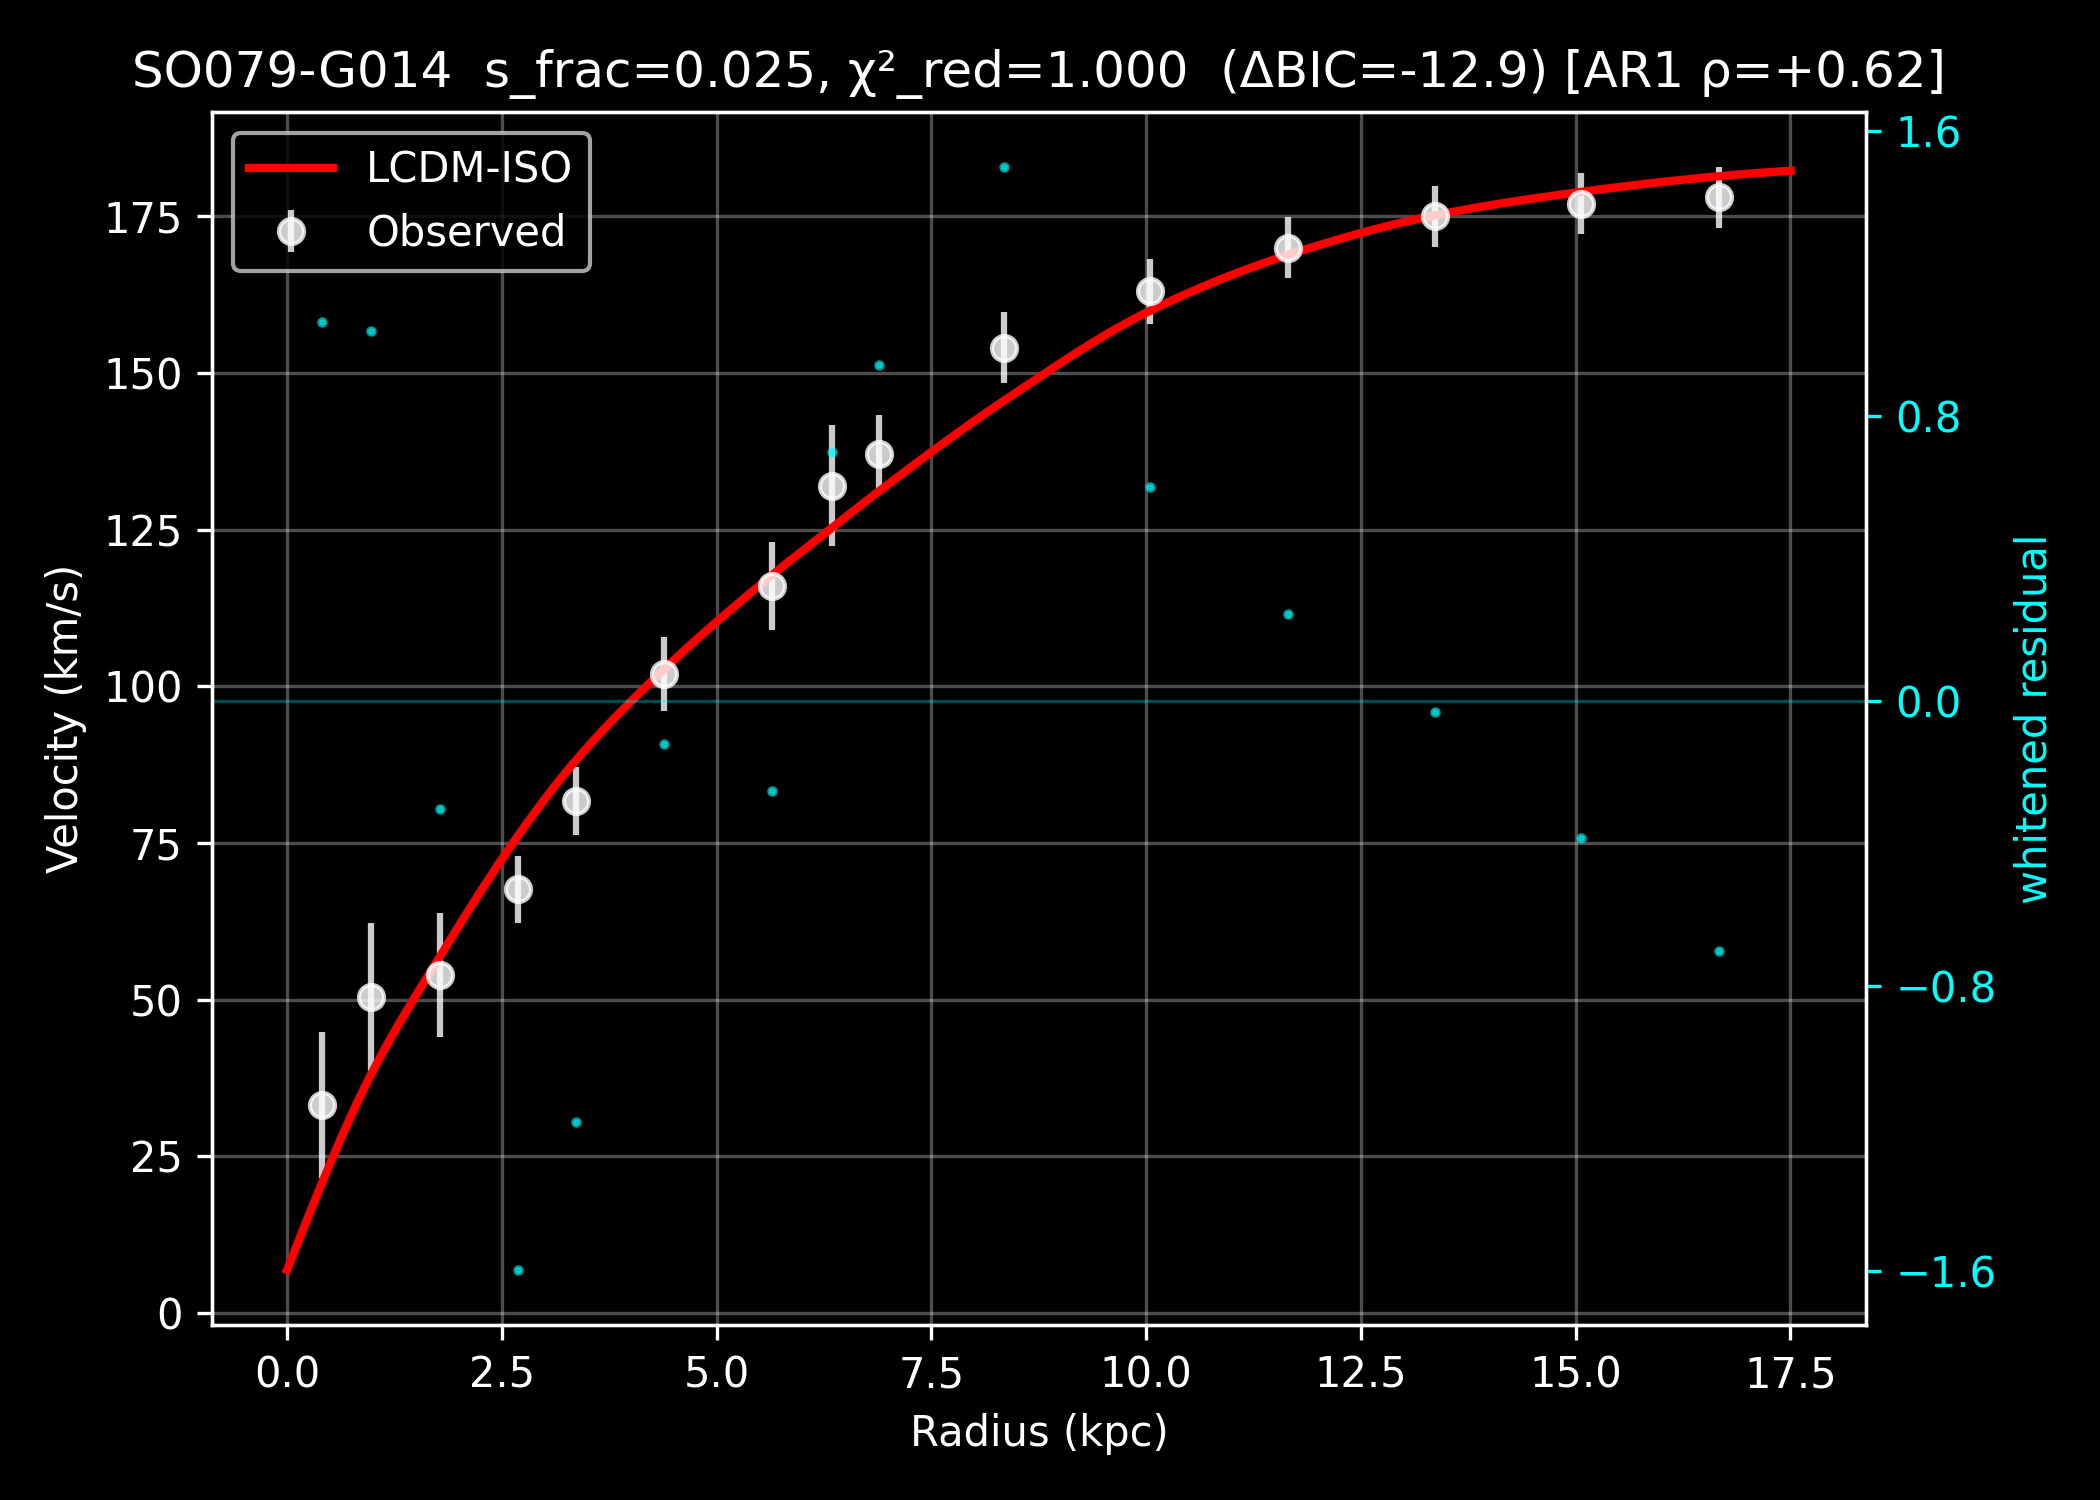 SO079-G014 s_frac=0.025, χ²_red=1.000 (ΔBIC=-12.9) [AR1 ρ=+0.62]
LCDM-ISO
Observed
Velocity (km/s)
175
150
125
100
75
50
25
0
1.6
0.8
0.0
−0.8
−1.6
whitened residual
0.0 2.5 5.0 7.5 10.0 12.5 15.0 17.5
Radius (kpc)